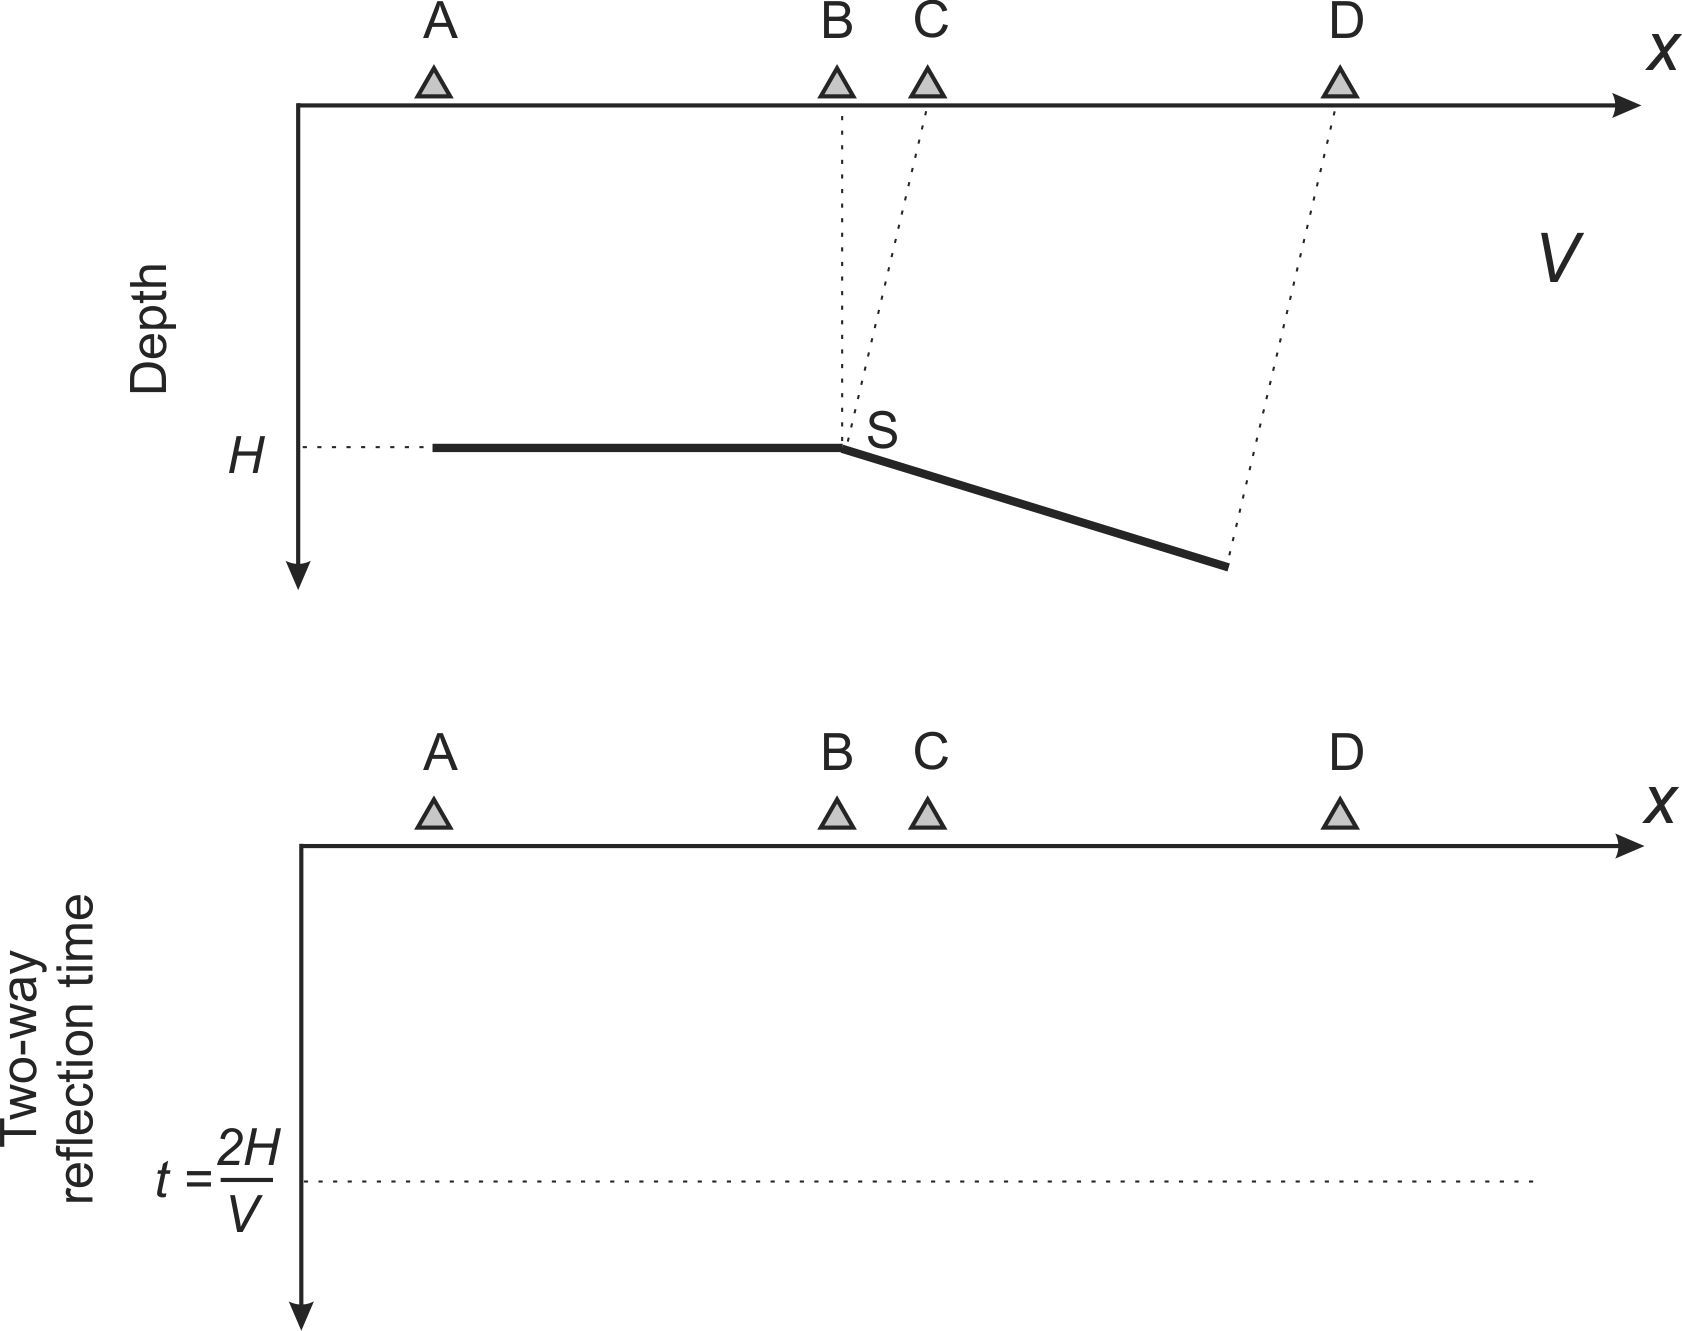 A B C D
x
V
Depth
S
H
A B C D
x
Two-way
reflection time
t = 2H/V